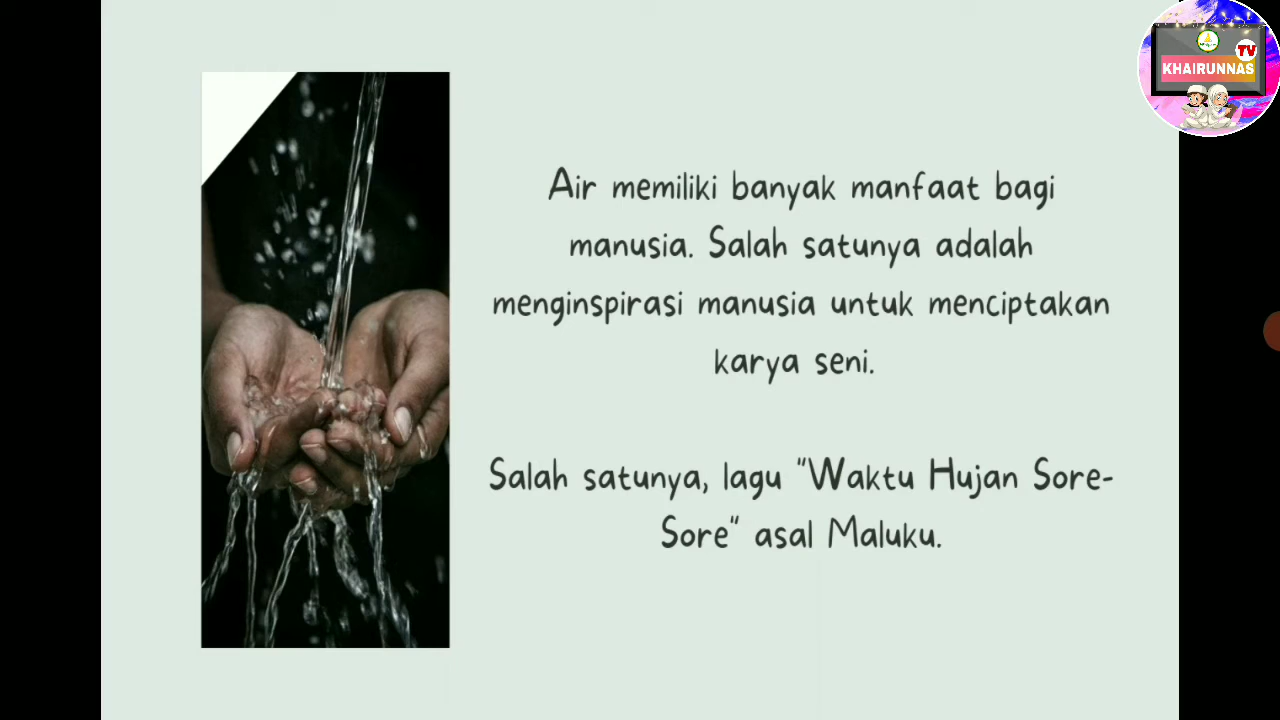 TV
KHAIRUNNAS
Air memiliki banyak manfaat bagi
manusia. Salah satunya adalah
menginspirasi manusia untuk menciptakan
karya seni.
Salah satunya, lagu "Waktu Hujan Sore-
Sore" asal Maluku.